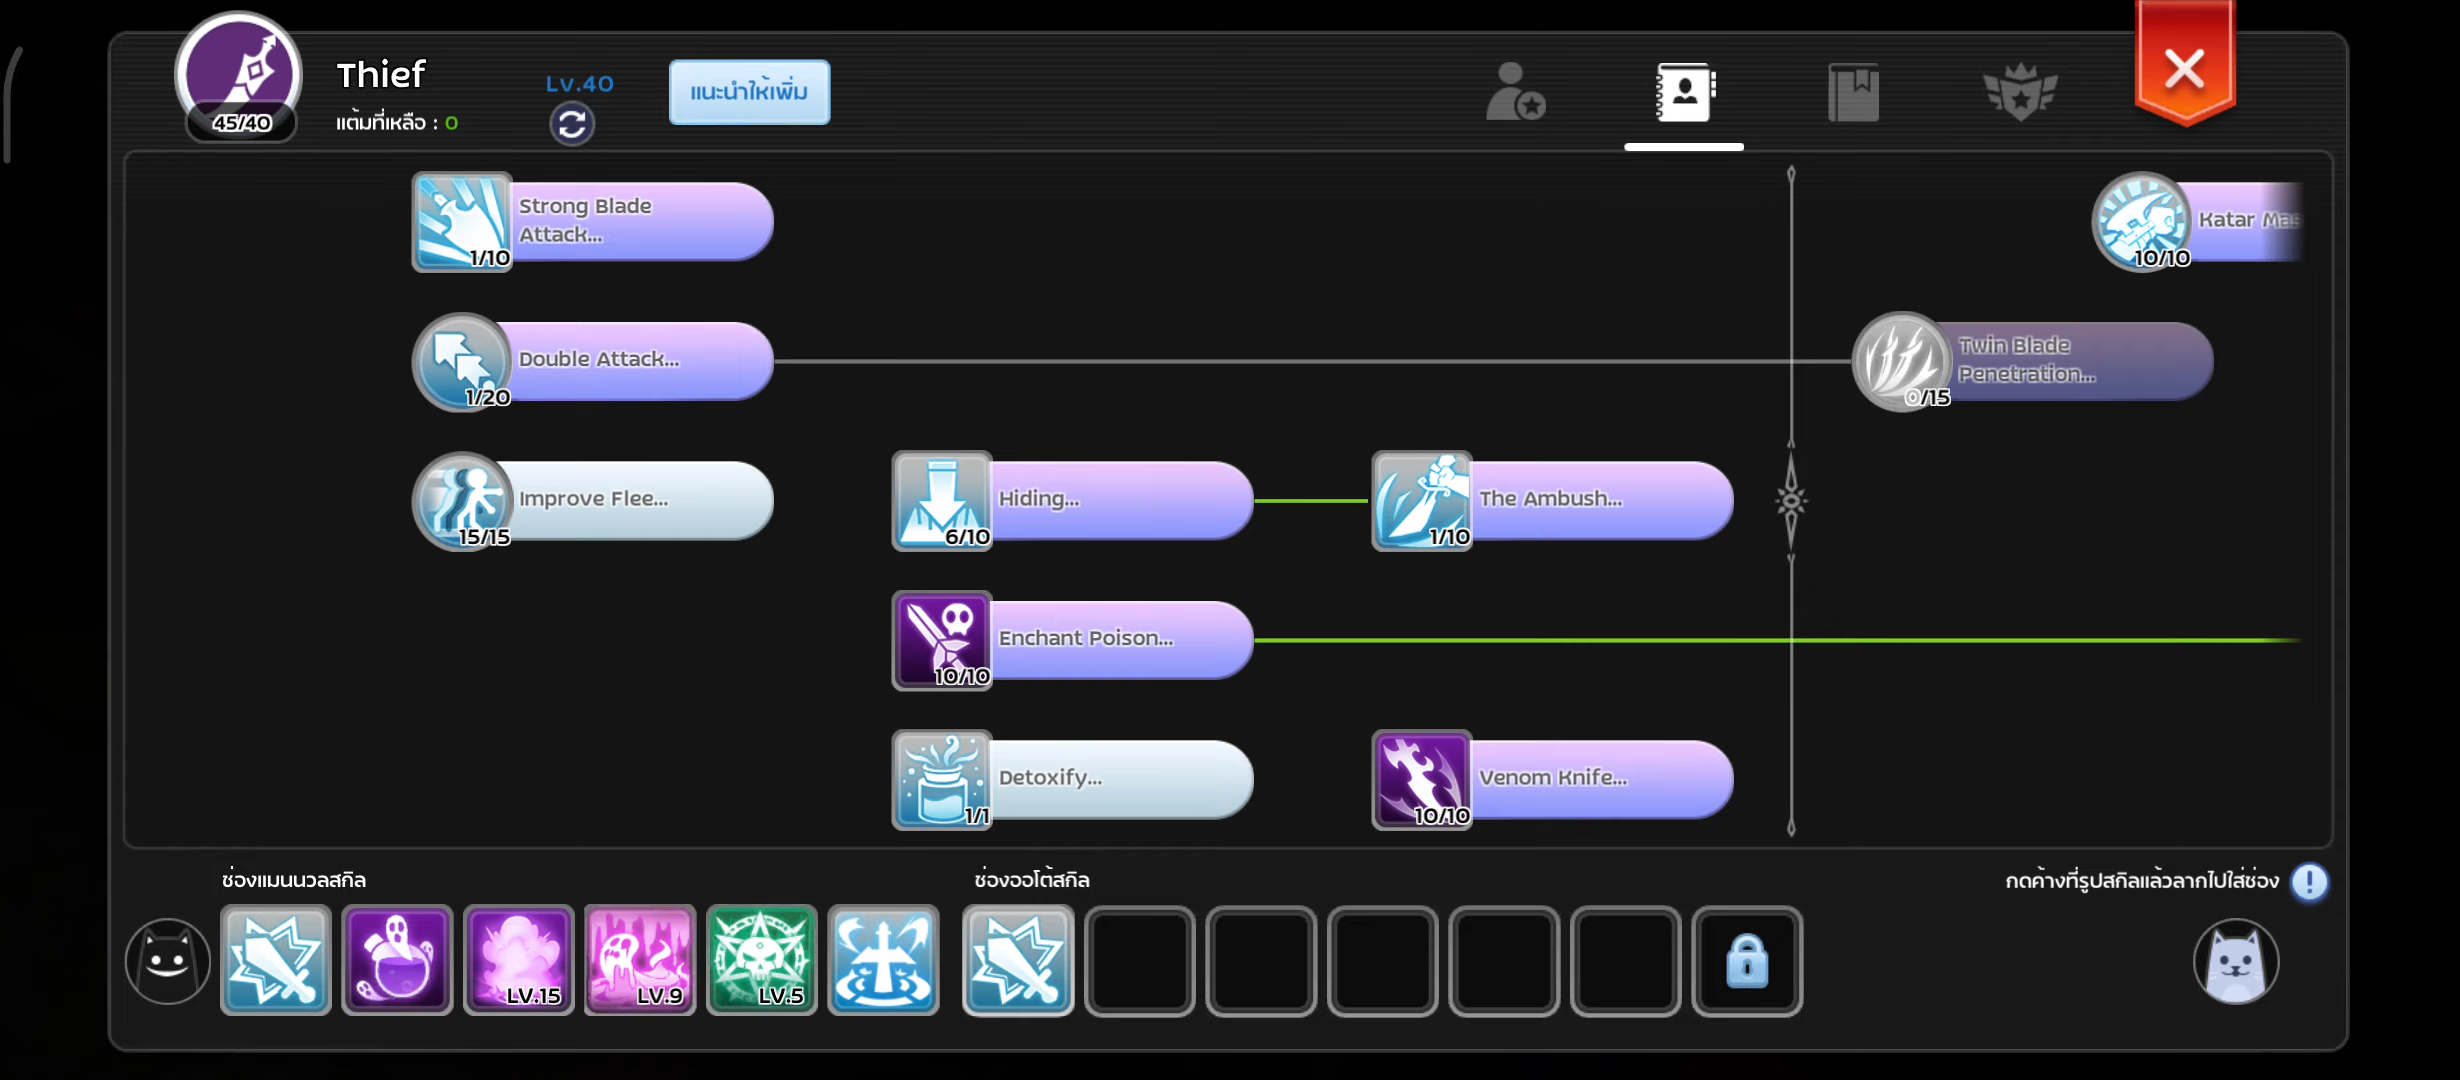 Thief
Lv.40
แนะนำให้เพิ่ม
45/40
แต้มที่เหลือ : 0
Strong Blade
Attack...
1/10
Katar Mas
10/10
Double Attack...
1/20
Twin Blade
Penetration...
0/15
Improve Flee...
15/15
Hiding...
6/10
The Ambush...
1/10
Enchant Poison...
10/10
Detoxify...
1/1
Venom Knife...
10/10
ช่องแมนนวลสกิล
ช่องออโต้สกิล
กดค้างที่รูปสกิลแล้วลากไปใส่ช่อง
LV.15
LV.9
LV.5